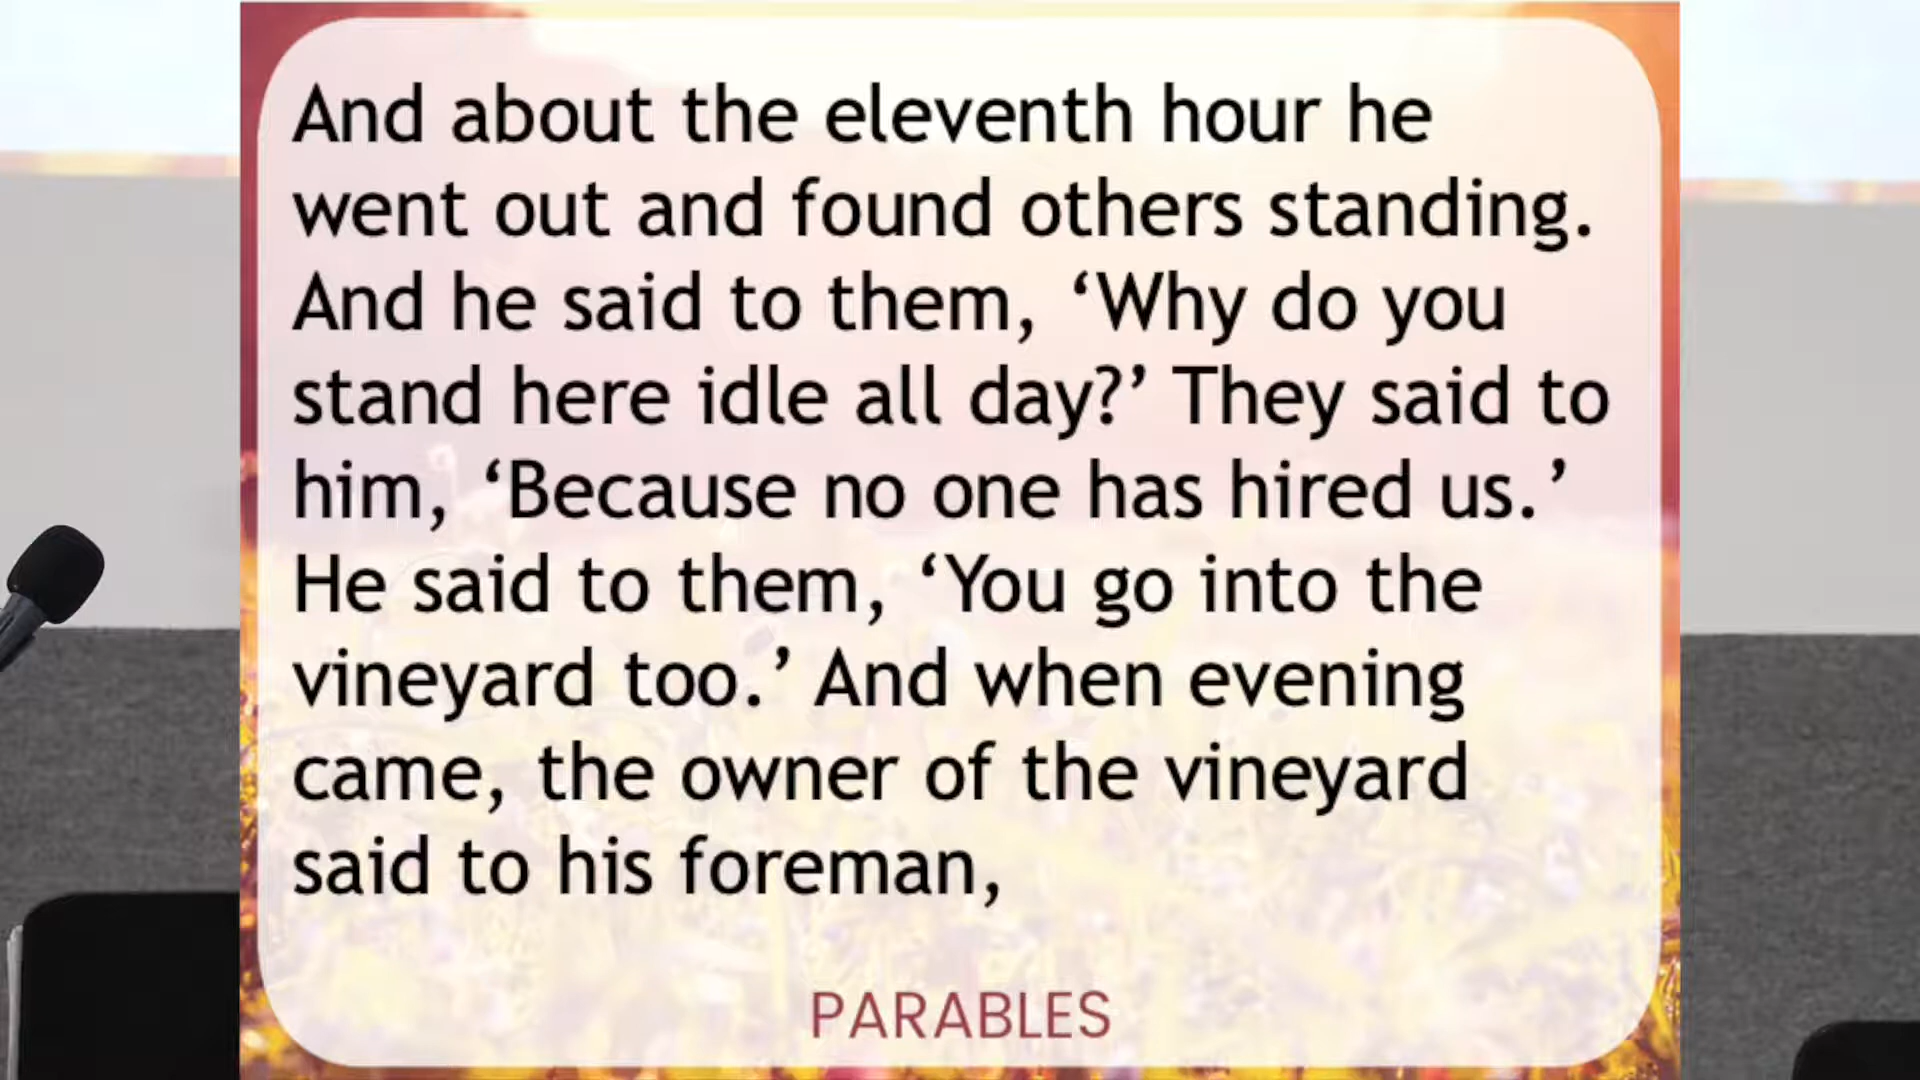 And about the eleventh hour he
went out and found others standing.
And he said to them, ‘Why do you
stand here idle all day?’ They said to
him, ‘Because no one has hired us.’
He said to them, ‘You go into the
vineyard too.’ And when evening
came, the owner of the vineyard
said to his foreman,
PARABLES